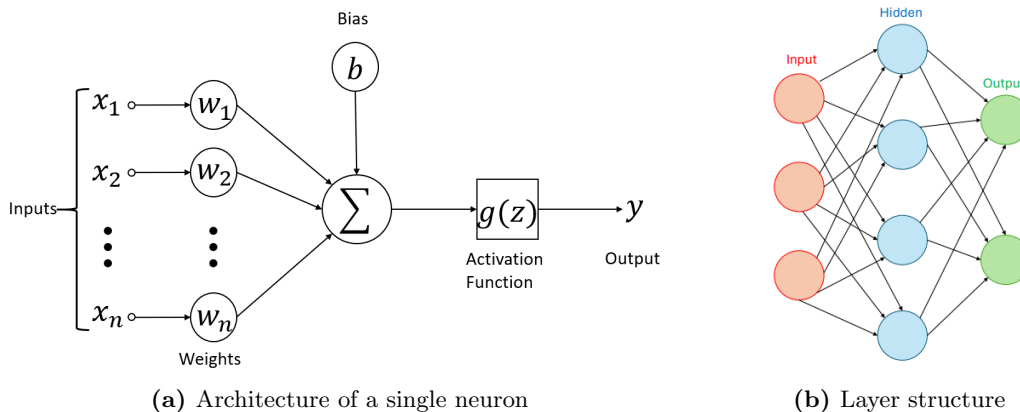 Bias
b
Inputs
x₁ w₁
x₂ w₂
∑ g(z) y
Activation
Function
Output
xₙ wₙ
Weights
(a) Architecture of a single neuron
Hidden
Input
Output
(b) Layer structure